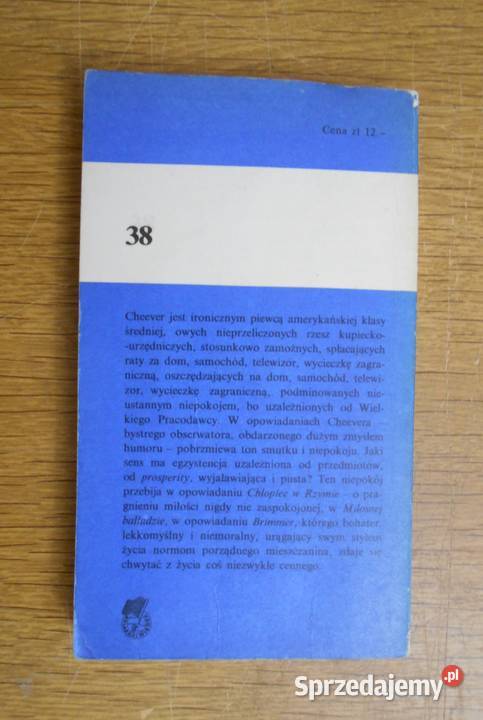 Cena zł 12.–
38
Cheever jest ironicznym piewcą amerykańskiej klasy
średniej, owych nieprzeliczonych rzesz kupiecko-
-urzędniczych, stosunkowo zamożnych, spłacających
raty za dom, samochód, telewizor, wycieczkę zagra-
niczną, oszczędzających na dom, samochód, telewi-
zor, wycieczkę zagraniczną, podminowanych nie-
ustannym niepokojem, bo uzależnionych od Wiel-
kiego Pracodawcy. W opowiadaniach Cheevera –
bystrego obserwatora, obdarzonego dużym zmysłem
humoru – pobrzmiewa ton smutku i niepokoju. Jaki
sens ma egzystencja uzależniona od przedmiotów,
od prosperity, wyjaławiająca i pusta? Ten niepokój
przebija w opowiadaniu Chłopiec w Rzymie – o pra-
gnieniu miłości nigdy nie zaspokojonej, w Miłosnej
balladzie, w opowiadaniu Brimmer, którego bohater,
lekkomyślny i niemoralny, urągający swym stylem
życia normom porządnego mieszczanina, zdaje się
chwytać z życia coś niezwykle cennego.
Sprzedajemy.pl